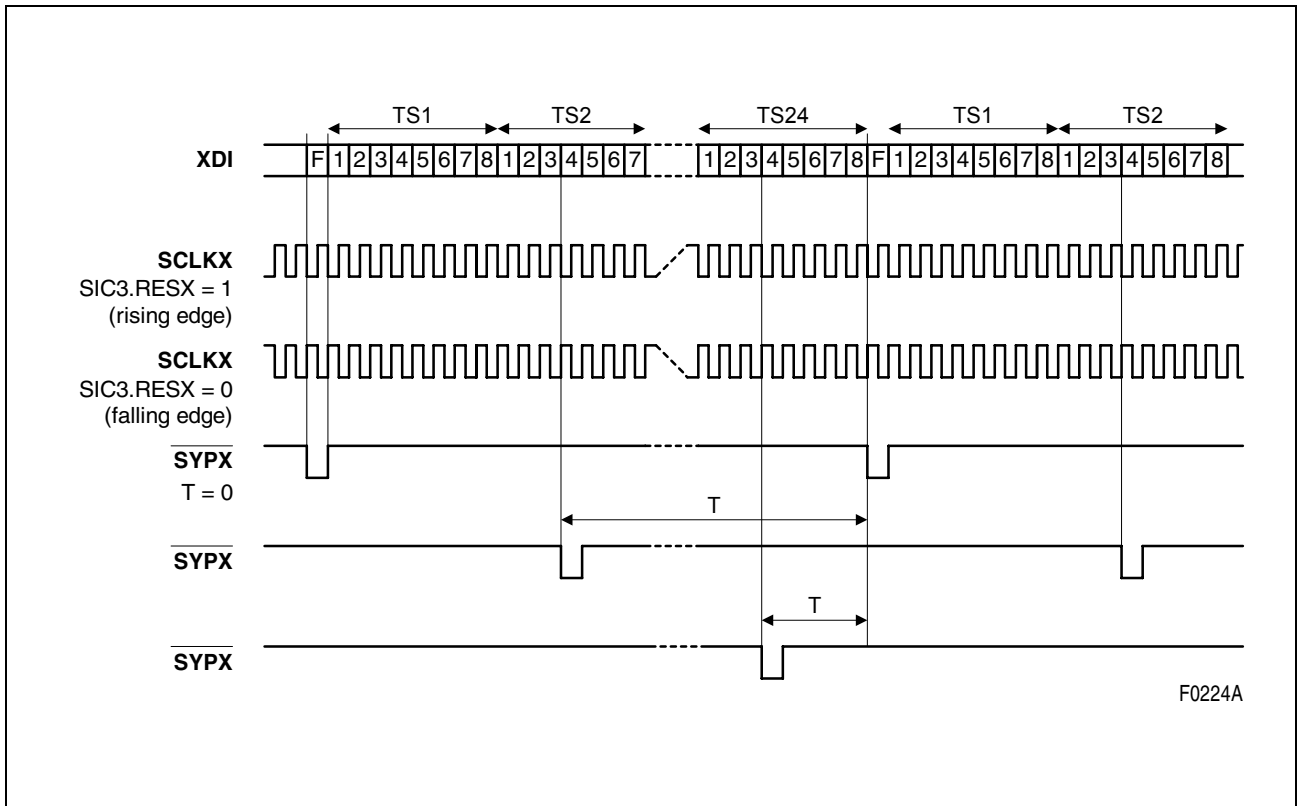 TS1 TS2 TS24 TS1 TS2
XDI F 1 2 3 4 5 6 7 8 1 2 3 4 5 6 7 1 2 3 4 5 6 7 8 F 1 2 3 4 5 6 7 8 1 2 3 4 5 6 7 8
SCLKX
SIC3.RESX = 1
(rising edge)
SCLKX
SIC3.RESX = 0
(falling edge)
SYPX
T = 0
T
SYPX
T
SYPX
F0224A